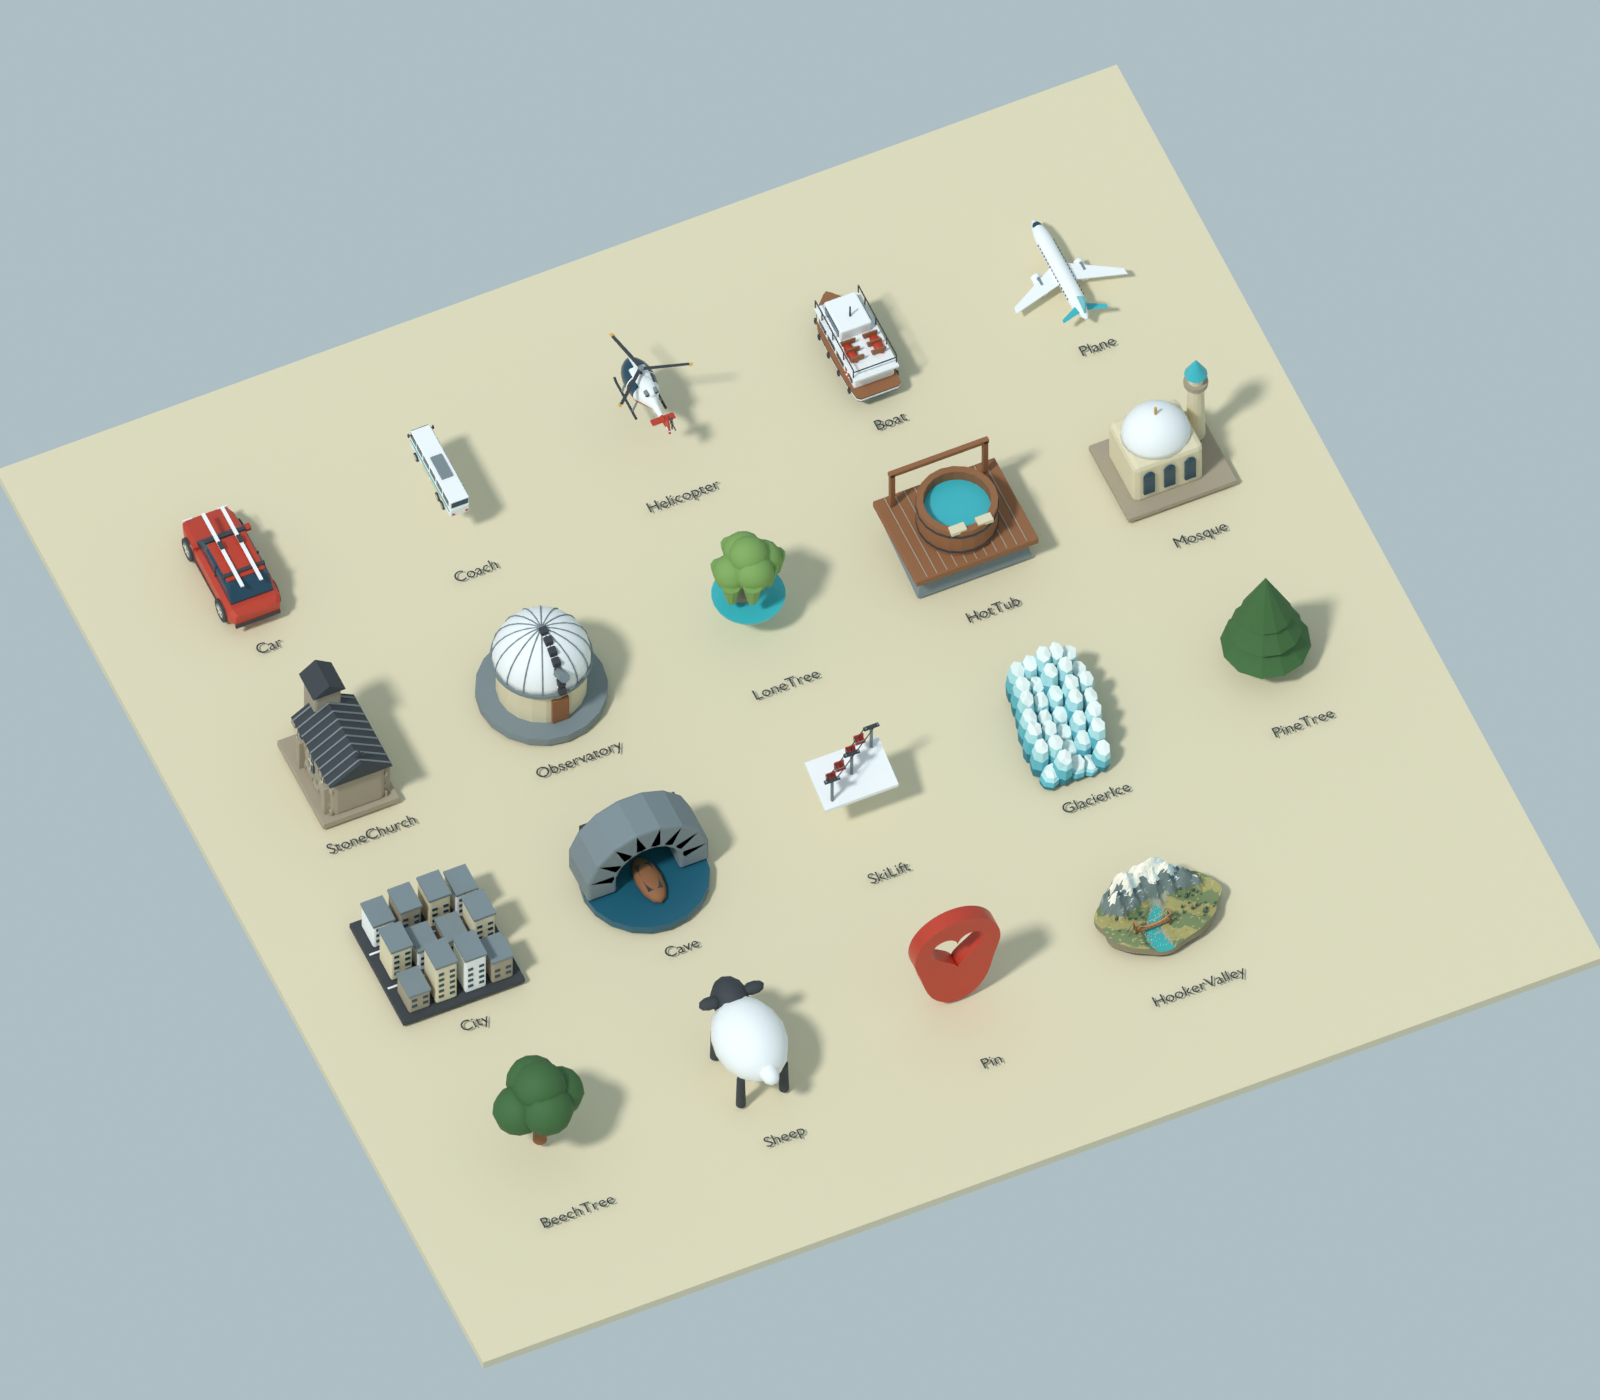 Car
Coach
Helicopter
Boat
Plane
StoneChurch
Observatory
LoneTree
HotTub
Mosque
City
Cave
SkiLift
GlacierIce
PineTree
BeechTree
Sheep
Pin
HookerValley